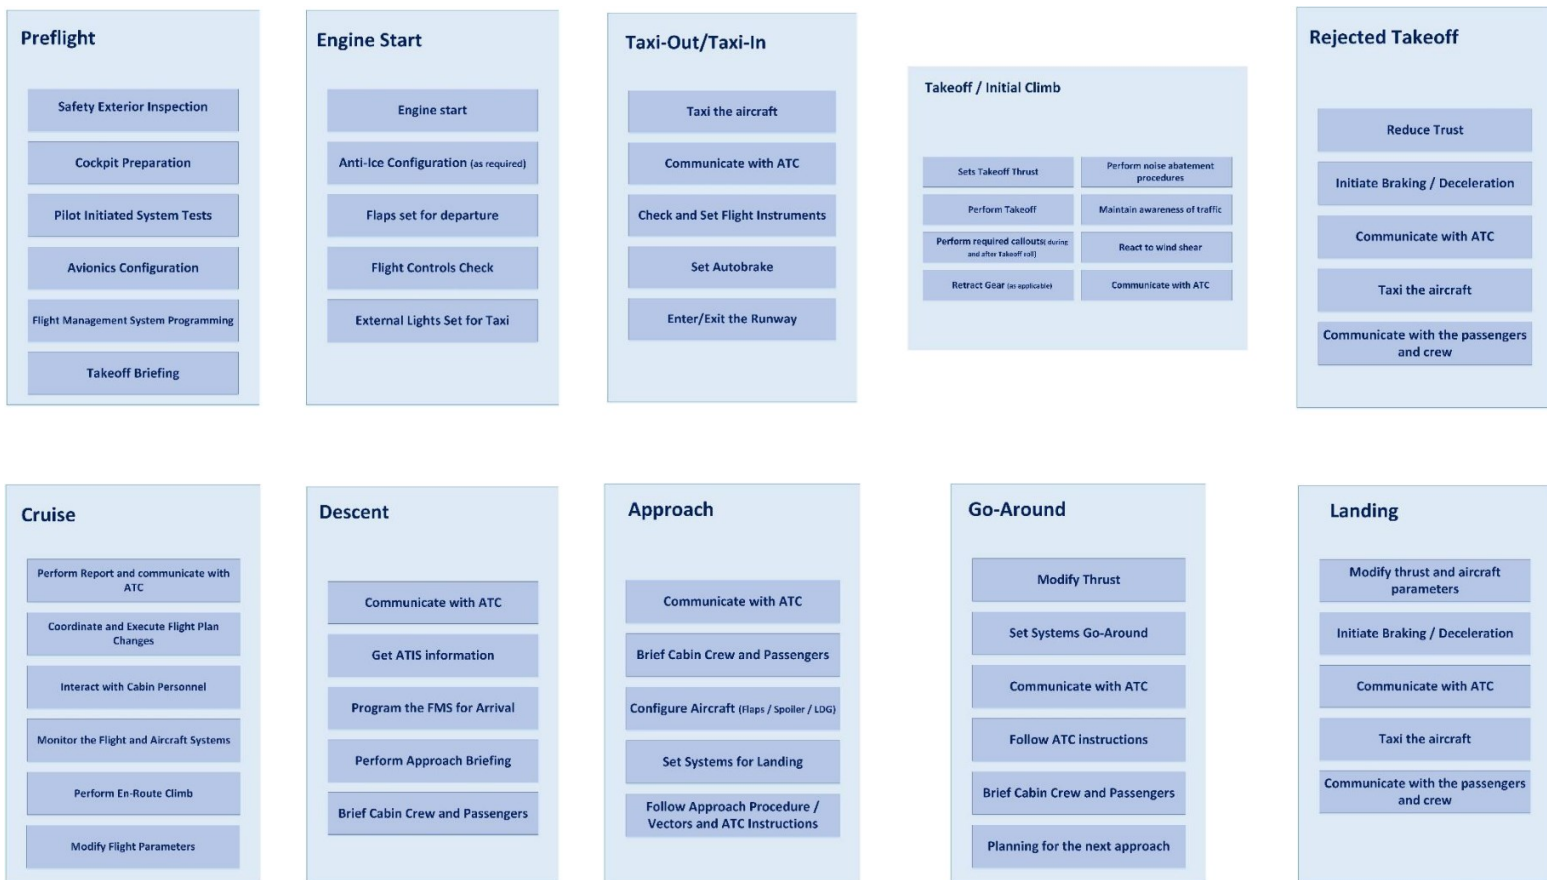 Preflight
Safety Exterior Inspection
Cockpit Preparation
Pilot Initiated System Tests
Avionics Configuration
Flight Management System Programming
Takeoff Briefing
Engine Start
Engine start
Anti-Ice Configuration (as required)
Flaps set for departure
Flight Controls Check
External Lights Set for Taxi
Taxi-Out/Taxi-In
Taxi the aircraft
Communicate with ATC
Check and Set Flight Instruments
Set Autobrake
Enter/Exit the Runway
Takeoff / Initial Climb
Sets Takeoff Thrust
Perform Takeoff
Perform required callouts( during
and after Takeoff roll)
Retract Gear (as applicable)
Perform noise abatement
procedures
Maintain awareness of traffic
React to wind shear
Communicate with ATC
Rejected Takeoff
Reduce Trust
Initiate Braking / Deceleration
Communicate with ATC
Taxi the aircraft
Communicate with the passengers
and crew
Cruise
Perform Report and communicate with
ATC
Coordinate and Execute Flight Plan
Changes
Interact with Cabin Personnel
Monitor the Flight and Aircraft Systems
Perform En-Route Climb
Modify Flight Parameters
Descent
Communicate with ATC
Get ATIS information
Program the FMS for Arrival
Perform Approach Briefing
Brief Cabin Crew and Passengers
Approach
Communicate with ATC
Brief Cabin Crew and Passengers
Configure Aircraft (Flaps / Spoiler / LDG)
Set Systems for Landing
Follow Approach Procedure /
Vectors and ATC Instructions
Go-Around
Modify Thrust
Set Systems Go-Around
Communicate with ATC
Follow ATC instructions
Brief Cabin Crew and Passengers
Planning for the next approach
Landing
Modify thrust and aircraft
parameters
Initiate Braking / Deceleration
Communicate with ATC
Taxi the aircraft
Communicate with the passengers
and crew